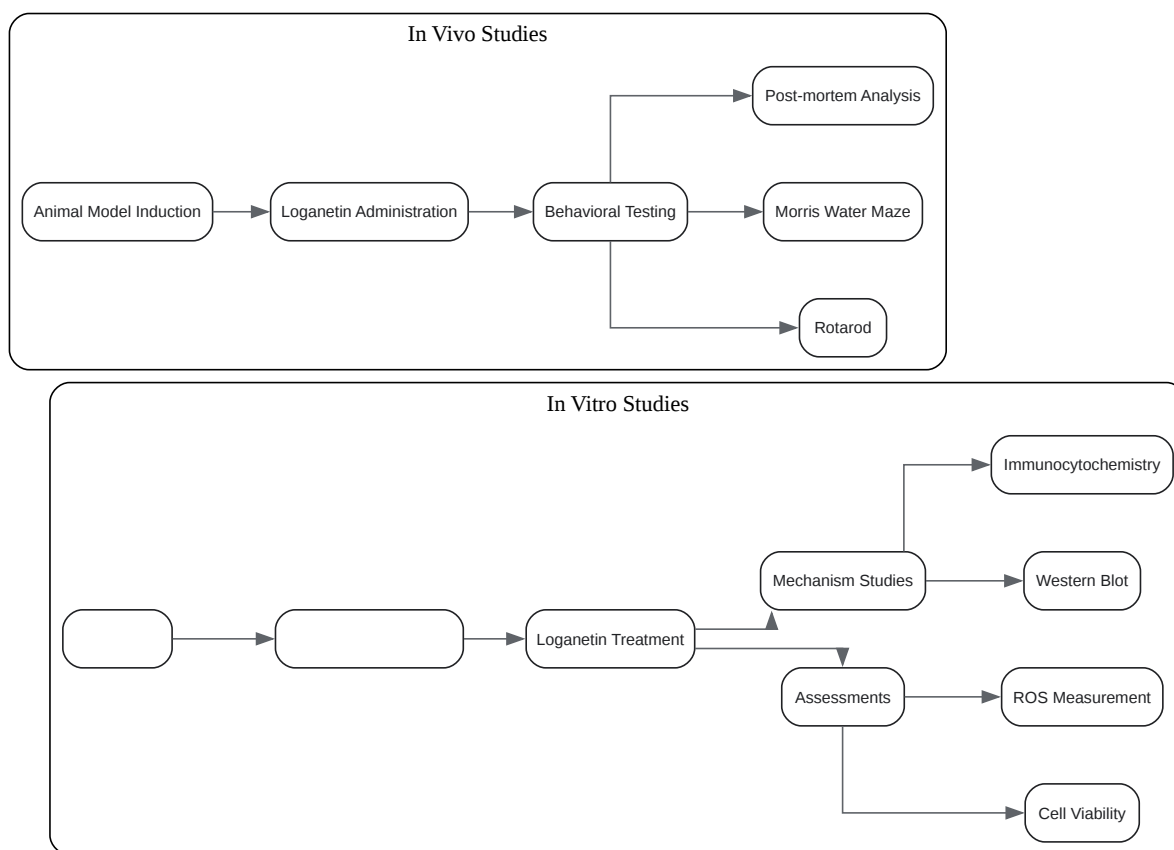 In Vivo Studies
Post-mortem Analysis
Animal Model Induction
Loganetin Administration
Behavioral Testing
Morris Water Maze
Rotarod
In Vitro Studies
Immunocytochemistry
Mechanism Studies
Western Blot
Loganetin Treatment
Assessments
ROS Measurement
Cell Viability